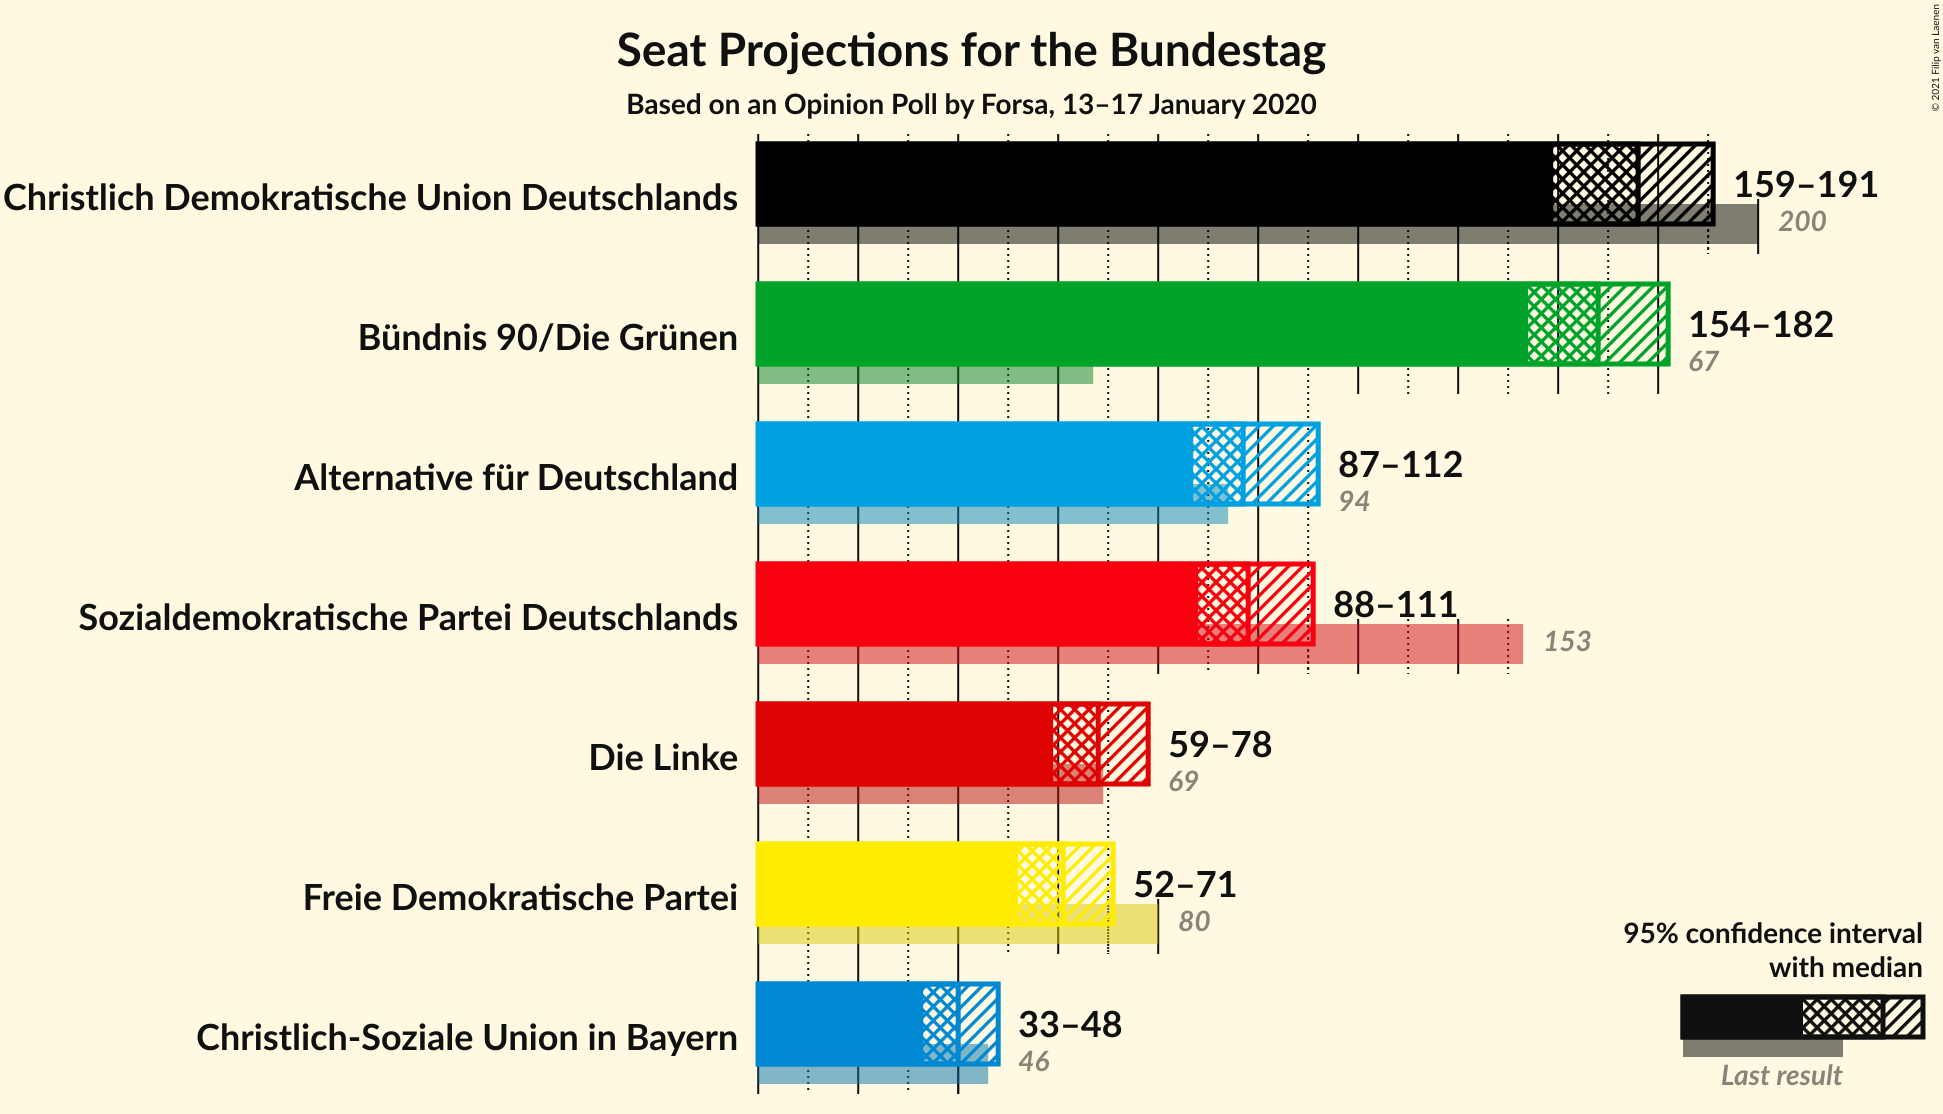 Seat Projections for the Bundestag
Based on an Opinion Poll by Forsa, 13–17 January 2020
© 2021 Filip van Laenen
Christlich Demokratische Union Deutschlands
159–191
200
Bündnis 90/Die Grünen
154–182
67
Alternative für Deutschland
87–112
94
Sozialdemokratische Partei Deutschlands
88–111
153
Die Linke
59–78
69
Freie Demokratische Partei
52–71
80
Christlich-Soziale Union in Bayern
33–48
46
95% confidence interval
with median
Last result